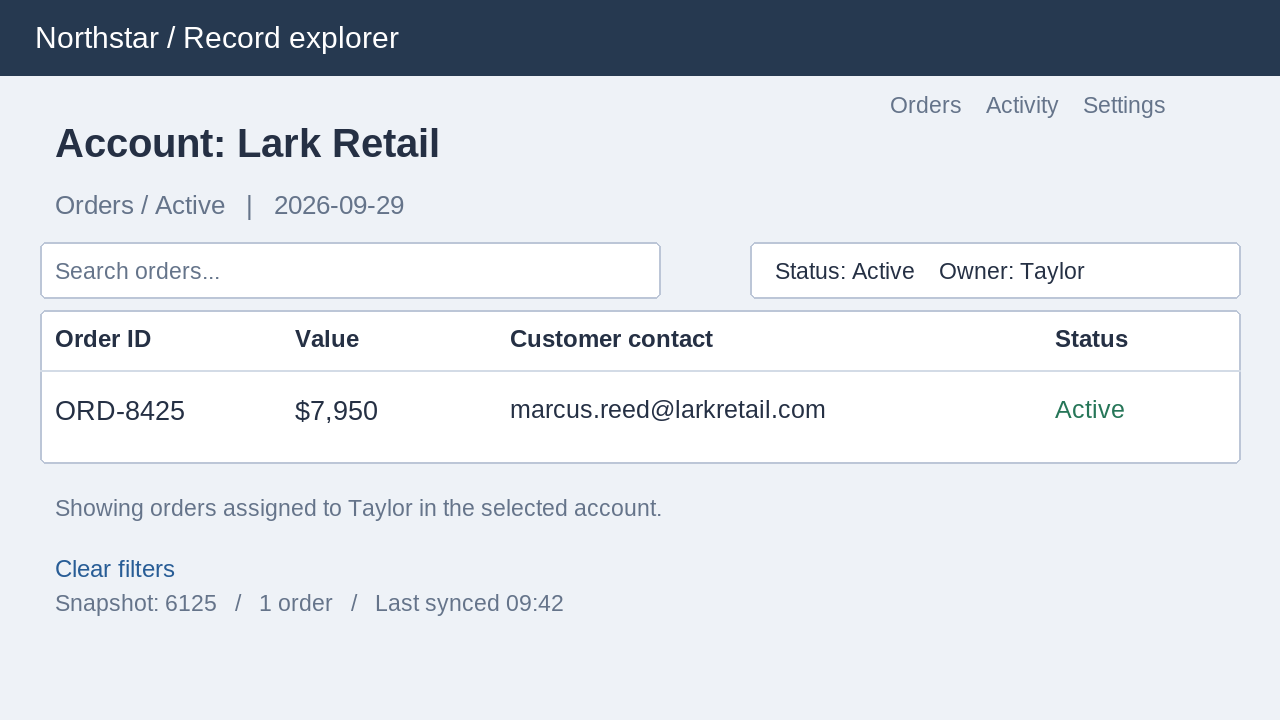 Northstar / Record explorer
Orders Activity Settings
Account: Lark Retail
Orders / Active | 2026-09-29
Search orders...
Status: Active Owner: Taylor
Order ID Value Customer contact Status
ORD-8425 $7,950 marcus.reed@larkretail.com Active
Showing orders assigned to Taylor in the selected account.
Clear filters
Snapshot: 6125 / 1 order / Last synced 09:42